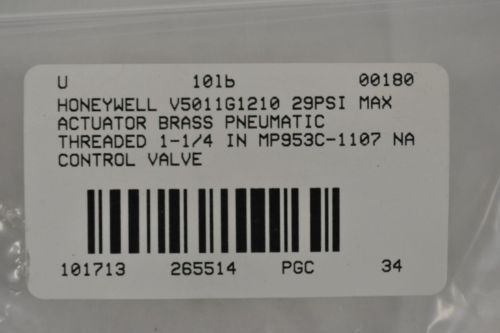 U 10lb 00180
HONEYWELL V5011G1210 29PSI MAX
ACTUATOR BRASS PNEUMATIC
THREADED 1-1/4 IN MP953C-1107 NA
CONTROL VALVE
101713 265514 PGC 34